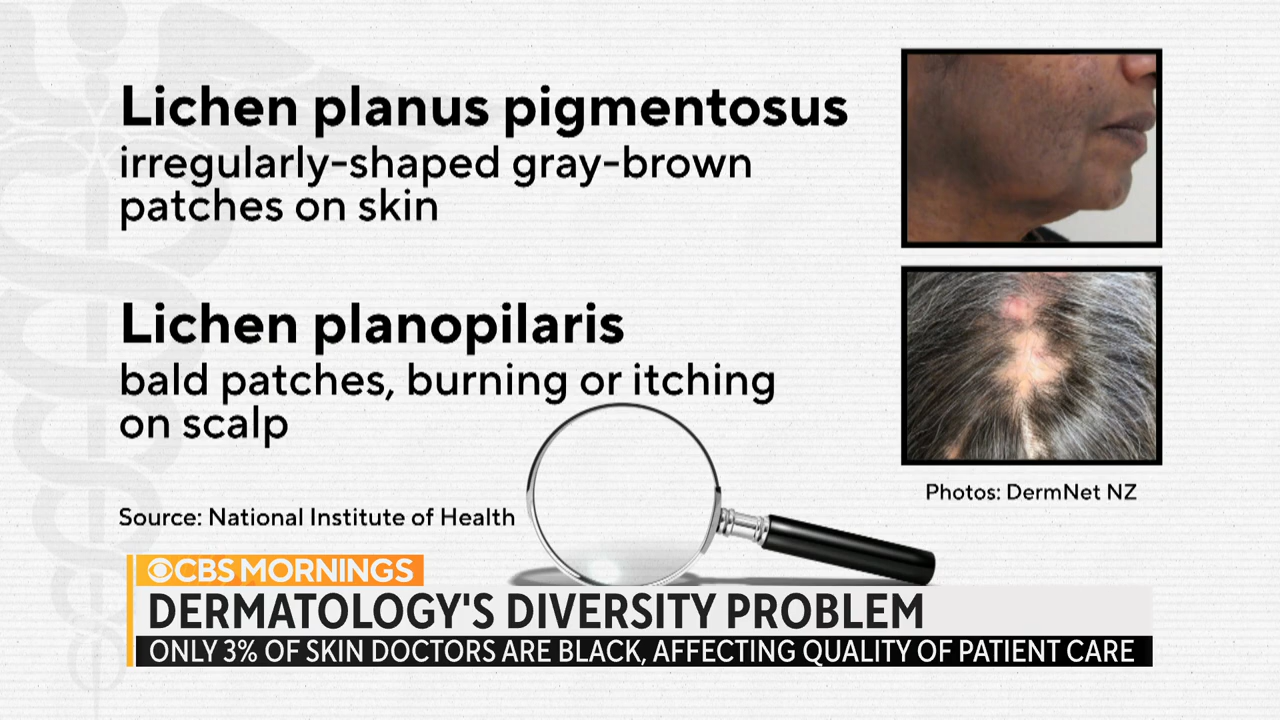 Lichen planus pigmentosus
irregularly-shaped gray-brown
patches on skin
Lichen planopilaris
bald patches, burning or itching
on scalp
Photos: DermNet NZ
Source: National Institute of Health
CBS MORNINGS
DERMATOLOGY'S DIVERSITY PROBLEM
ONLY 3% OF SKIN DOCTORS ARE BLACK, AFFECTING QUALITY OF PATIENT CARE